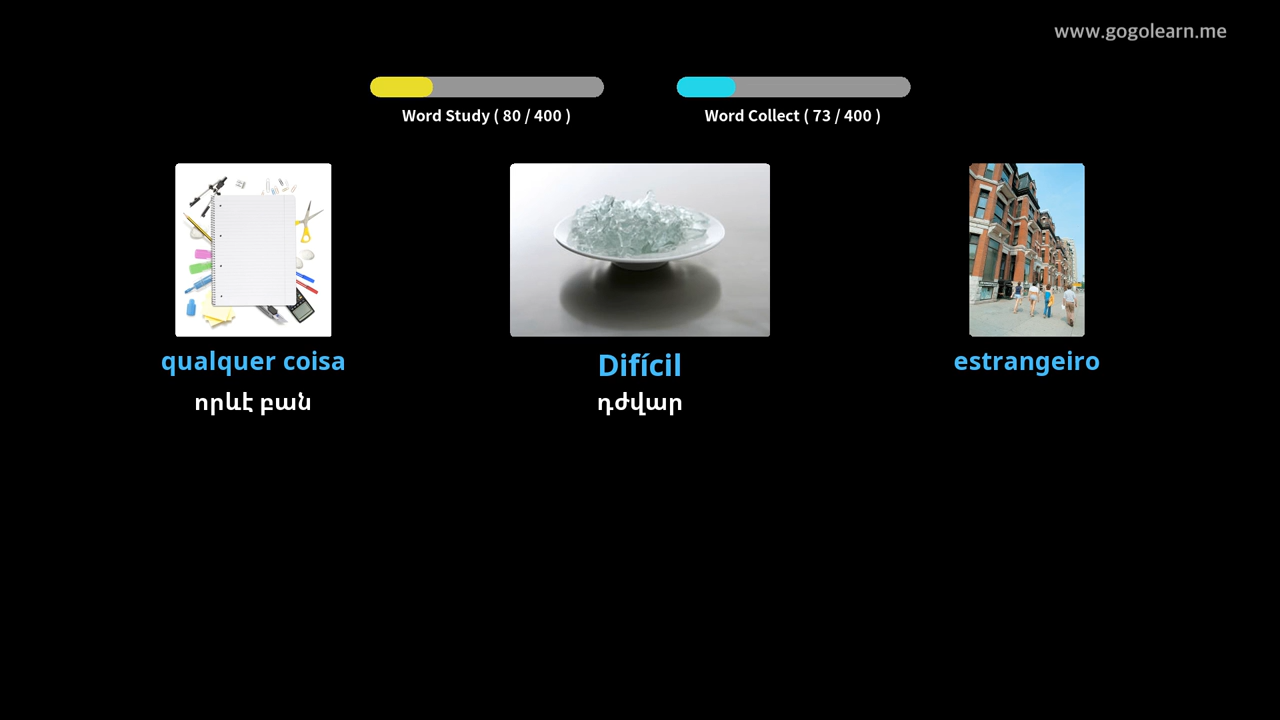 www.gogolearn.me
Word Study ( 80 / 400 )
Word Collect ( 73 / 400 )
qualquer coisa
Difícil
estrangeiro
որևէ բան
դժվար